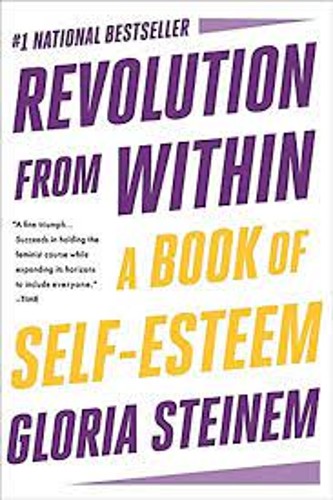 #1 NATIONAL BESTSELLER
REVOLUTION
FROM WITHIN
"A fine triumph...
Succeeds in holding the
feminist course while
expanding its horizons
to include everyone."
—TIME
A BOOK OF
SELF-ESTEEM
GLORIA STEINEM